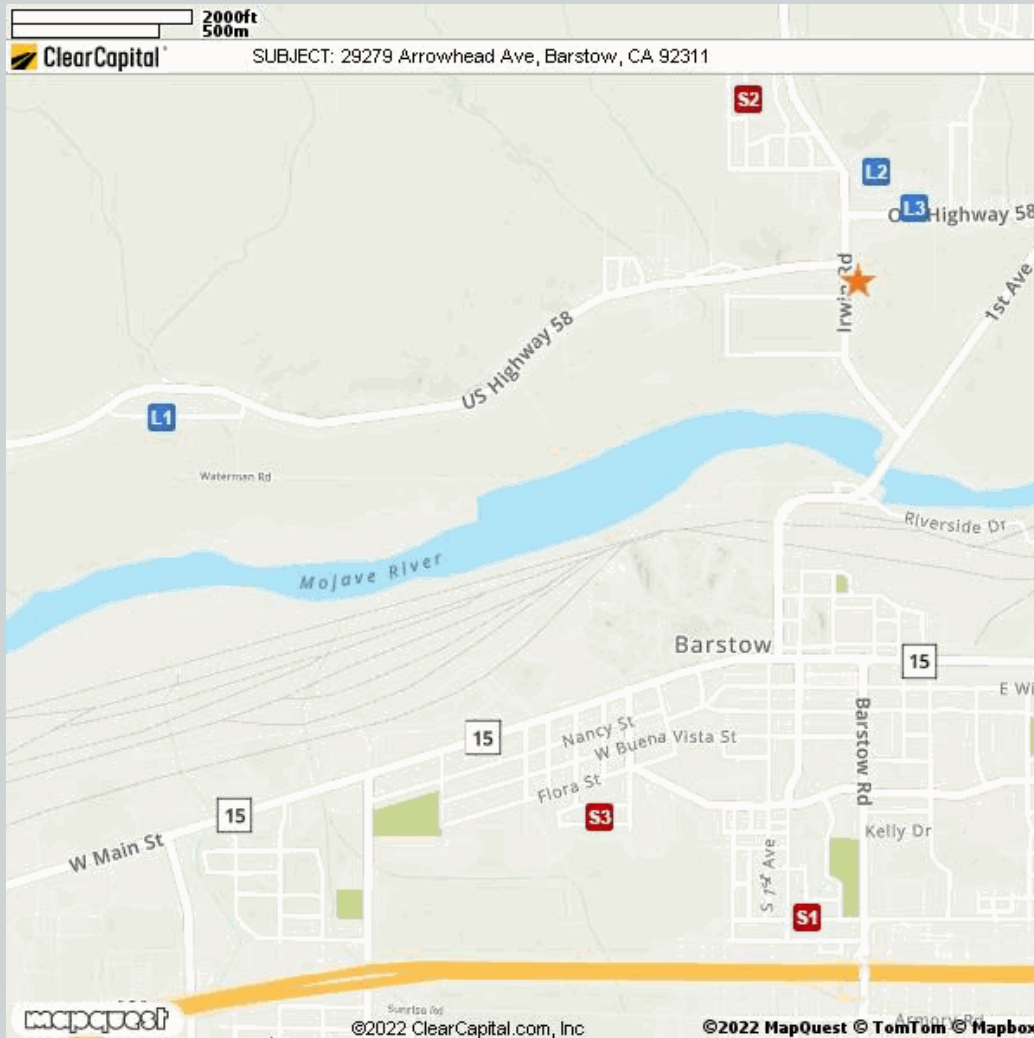 2000ft
500m
ClearCapital
SUBJECT: 29279 Arrowhead Ave, Barstow, CA 92311
S2
L2
L3
Highway 58
Irwin Rd
1st Ave
US Highway 58
L1
Waterman Rd
Riverside Dr
Mojave River
Barstow
15
E Wi
15
Nancy St
W Buena Vista St
Barstow Rd
Flora St
15
S3
Kelly Dr
W Main St
S 1st Ave
S1
Sunrise Rd
Armory Rd
mapquest
©2022 ClearCapital.com, Inc
©2022 MapQuest © TomTom © Mapbox